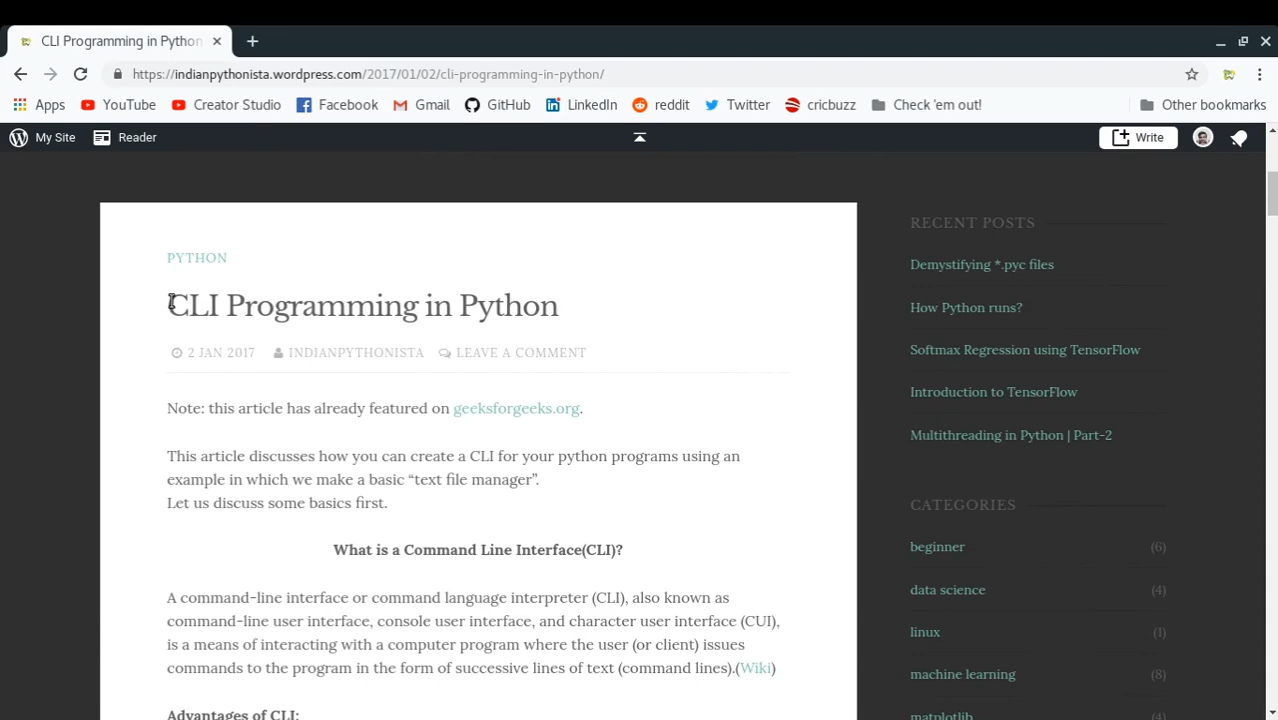 CLI Programming in Python
https://indianpythonista.wordpress.com/2017/01/02/cli-programming-in-python/
Apps YouTube Creator Studio Facebook Gmail GitHub LinkedIn reddit Twitter cricbuzz Check 'em out! Other bookmarks
My Site Reader Write
PYTHON
CLI Programming in Python
2 JAN 2017 INDIANPYTHONISTA LEAVE A COMMENT
Note: this article has already featured on geeksforgeeks.org.
This article discusses how you can create a CLI for your python programs using an
example in which we make a basic “text file manager”.
Let us discuss some basics first.
What is a Command Line Interface(CLI)?
A command-line interface or command language interpreter (CLI), also known as
command-line user interface, console user interface, and character user interface (CUI),
is a means of interacting with a computer program where the user (or client) issues
commands to the program in the form of successive lines of text (command lines).(Wiki)
Advantages of CLI:
RECENT POSTS
Demystifying *.pyc files
How Python runs?
Softmax Regression using TensorFlow
Introduction to TensorFlow
Multithreading in Python | Part-2
CATEGORIES
beginner (6)
data science (4)
linux (1)
machine learning (8)
matplotlib (4)